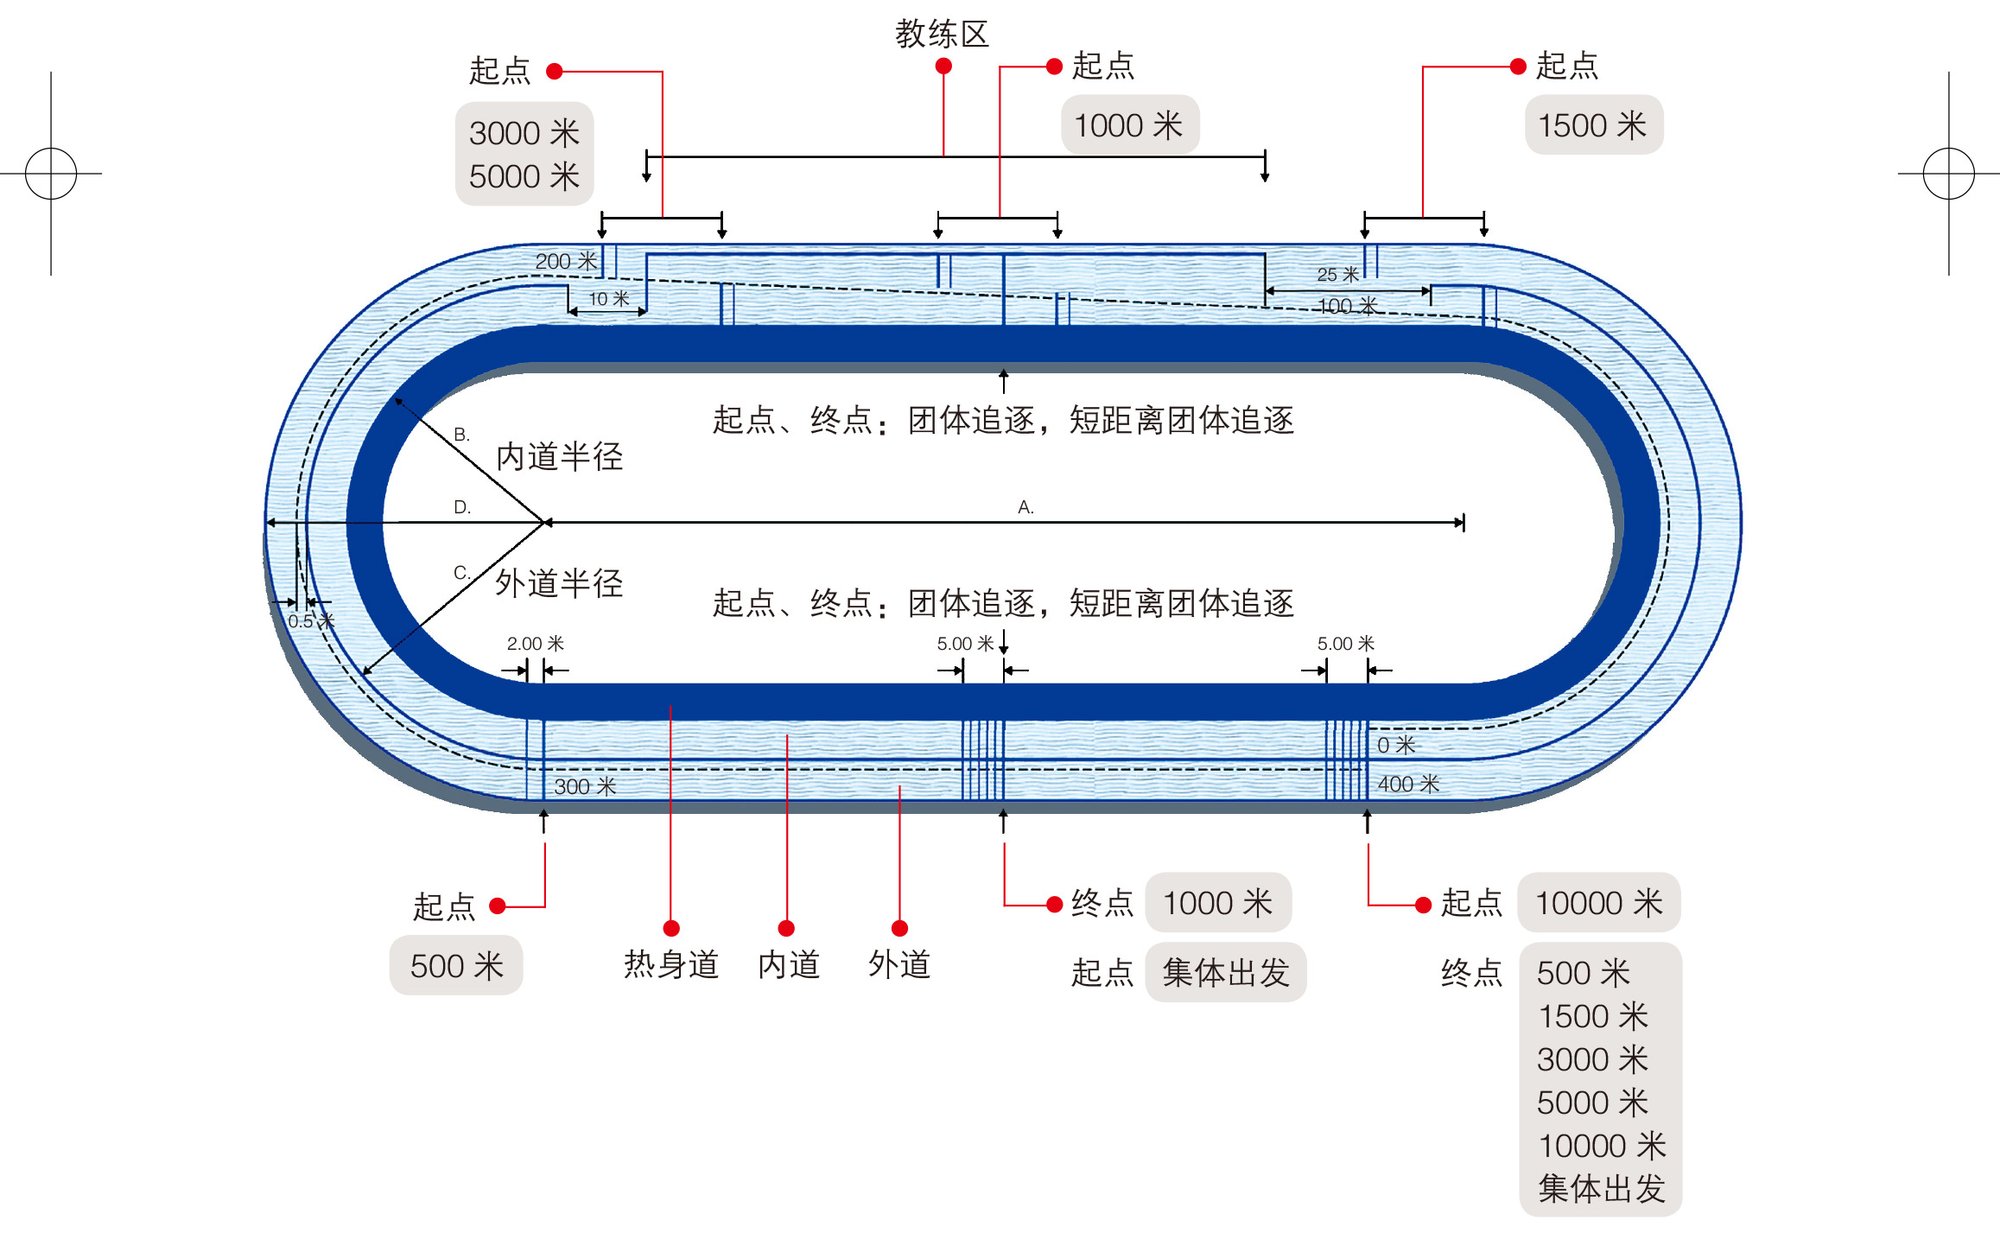 教练区
起点
3000 米
5000 米
起点
1000 米
起点
1500 米
200 米
10 米
25 米
100 米
起点、终点：团体追逐，短距离团体追逐
B.
内道半径
D.
A.
C.
外道半径
起点、终点：团体追逐，短距离团体追逐
0.5 米
2.00 米
5.00 米
5.00 米
0 米
300 米
400 米
起点
500 米
热身道
内道
外道
终点 1000 米
起点 集体出发
起点 10000 米
终点 500 米
1500 米
3000 米
5000 米
10000 米
集体出发